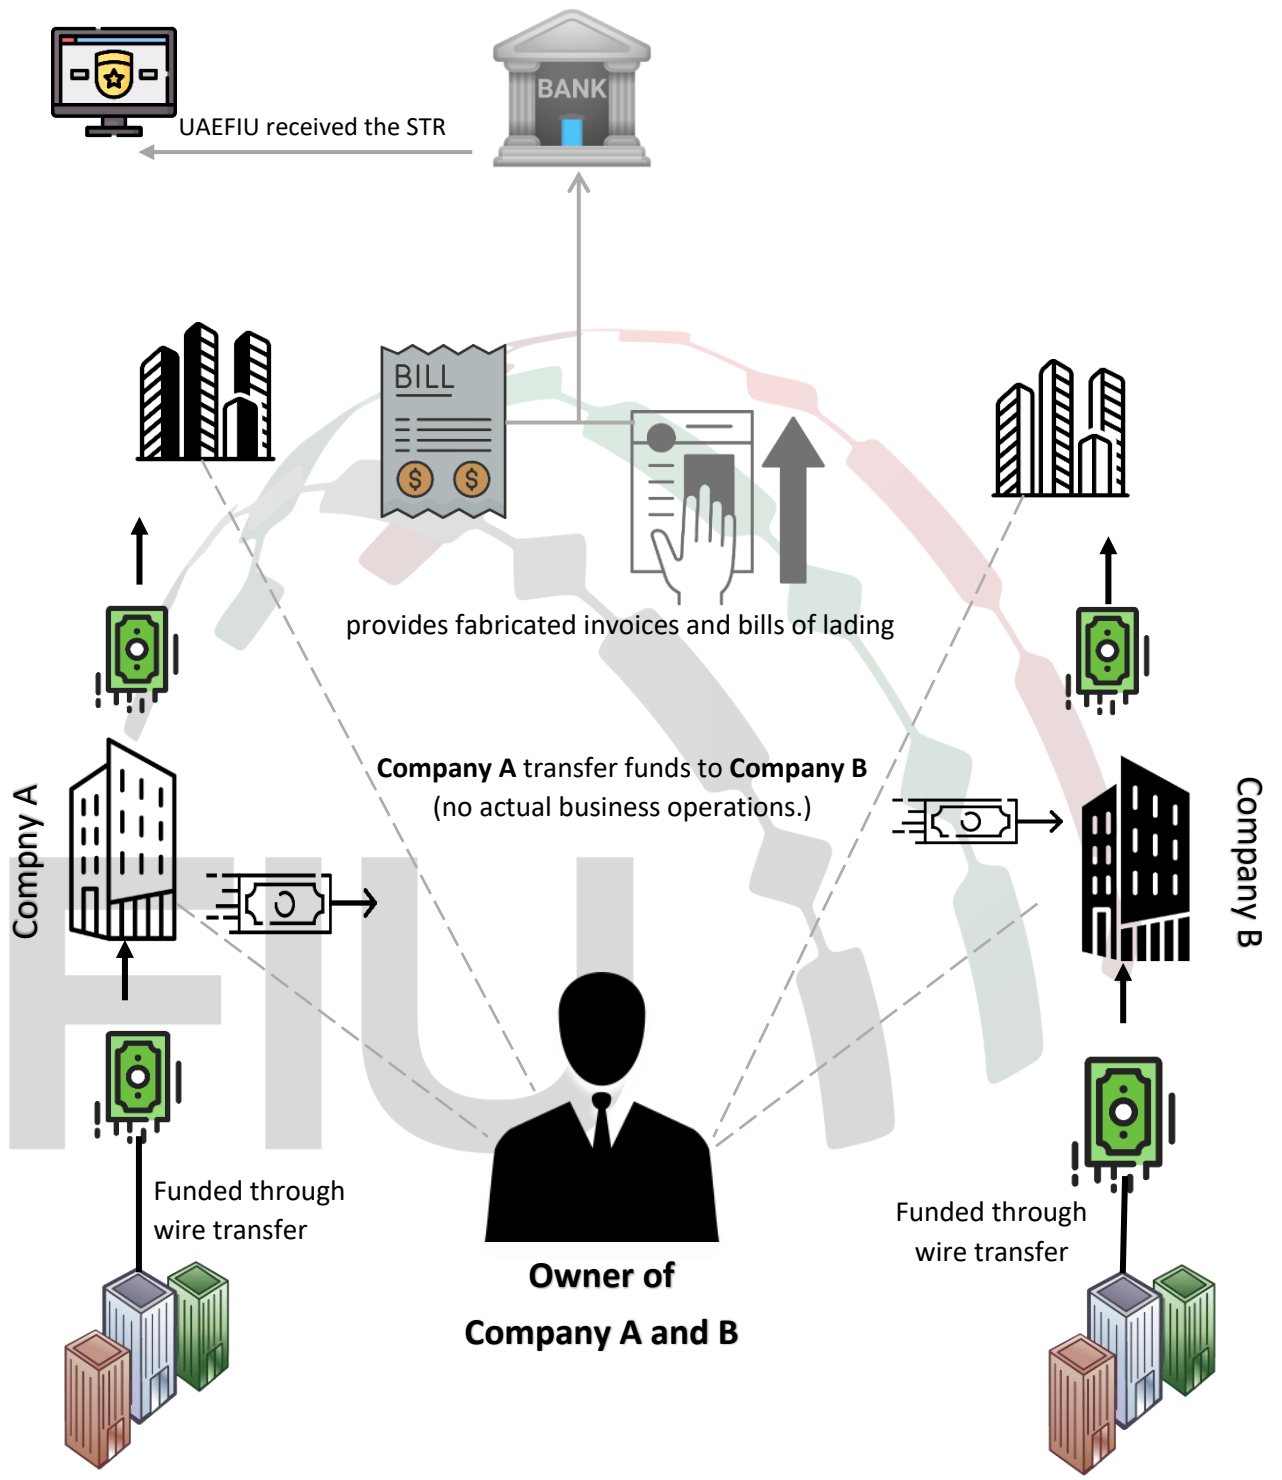 BANK
UAEFIU received the STR
BILL
$ $
provides fabricated invoices and bills of lading
Company A transfer funds to Company B
(no actual business operations.)
Compny A
Company B
FIU
Funded through
wire transfer
Funded through
wire transfer
Owner of
Company A and B